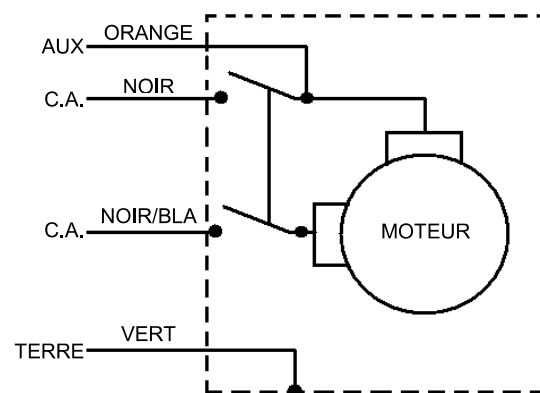 AUX ORANGE
C.A. NOIR
C.A. NOIR/BLA
MOTEUR
TERRE VERT